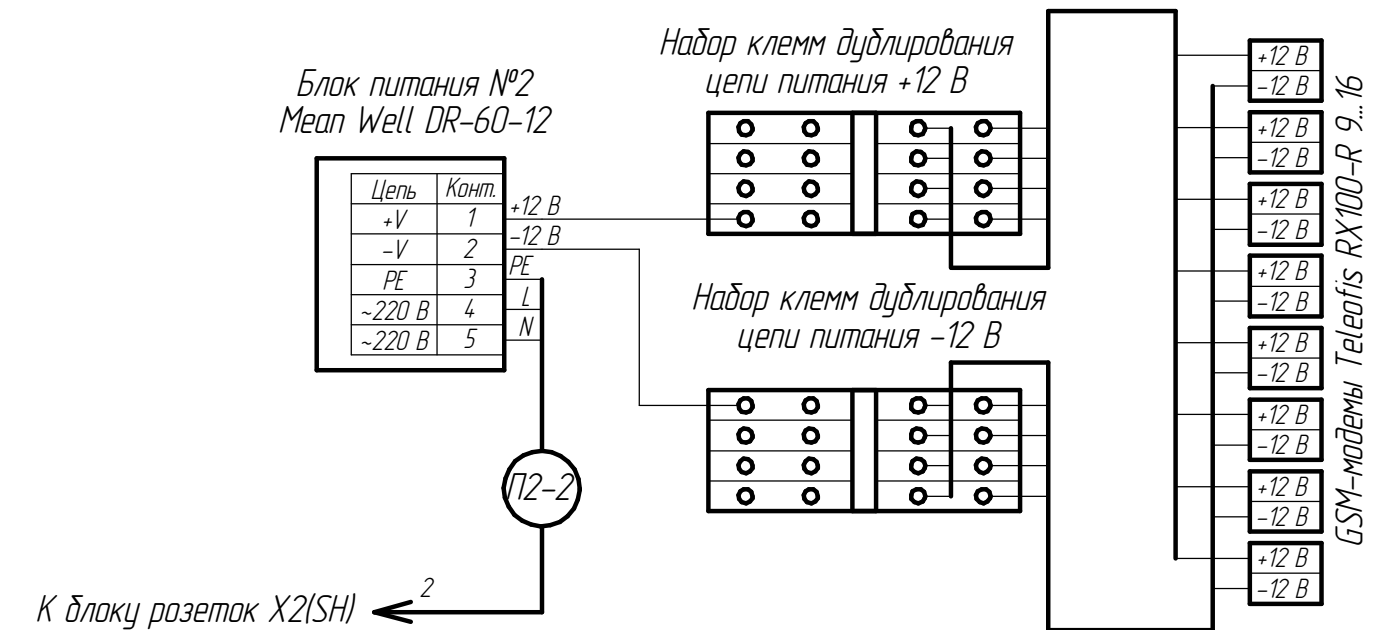 Блок питания №2
Mean Well DR-60-12
Цепь Конт.
+V 1 +12 В
-V 2 -12 В
PE 3 PE
~220 В 4 L
~220 В 5 N
П2-2
2
К блоку розеток X2(SH)
Набор клемм дублирования
цепи питания +12 В
Набор клемм дублирования
цепи питания -12 В
+12 В
-12 В
+12 В
-12 В
+12 В
-12 В
+12 В
-12 В
+12 В
-12 В
+12 В
-12 В
+12 В
-12 В
+12 В
-12 В
GSM-модемы Teleofis RX100-R 9...16